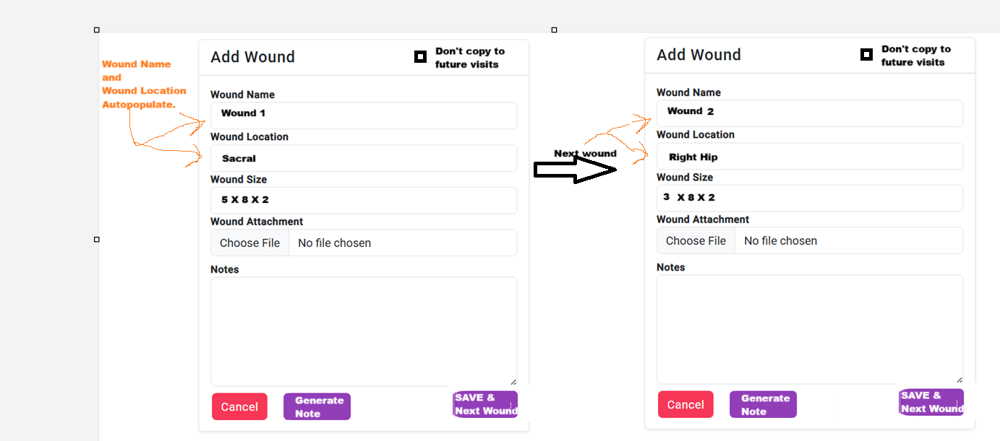 Wound Name
and
Wound Location
Autopopulate.
Add Wound
Don't copy to
future visits
Wound Name
Wound 1
Wound Location
Sacral
Wound Size
5 X 8 X 2
Wound Attachment
Choose File No file chosen
Notes
Cancel
Generate
Note
SAVE &
Next Wound
Next wound
Add Wound
Don't copy to
future visits
Wound Name
Wound 2
Wound Location
Right Hip
Wound Size
3 X 8 X 2
Wound Attachment
Choose File No file chosen
Notes
Cancel
Generate
Note
SAVE &
Next Wound